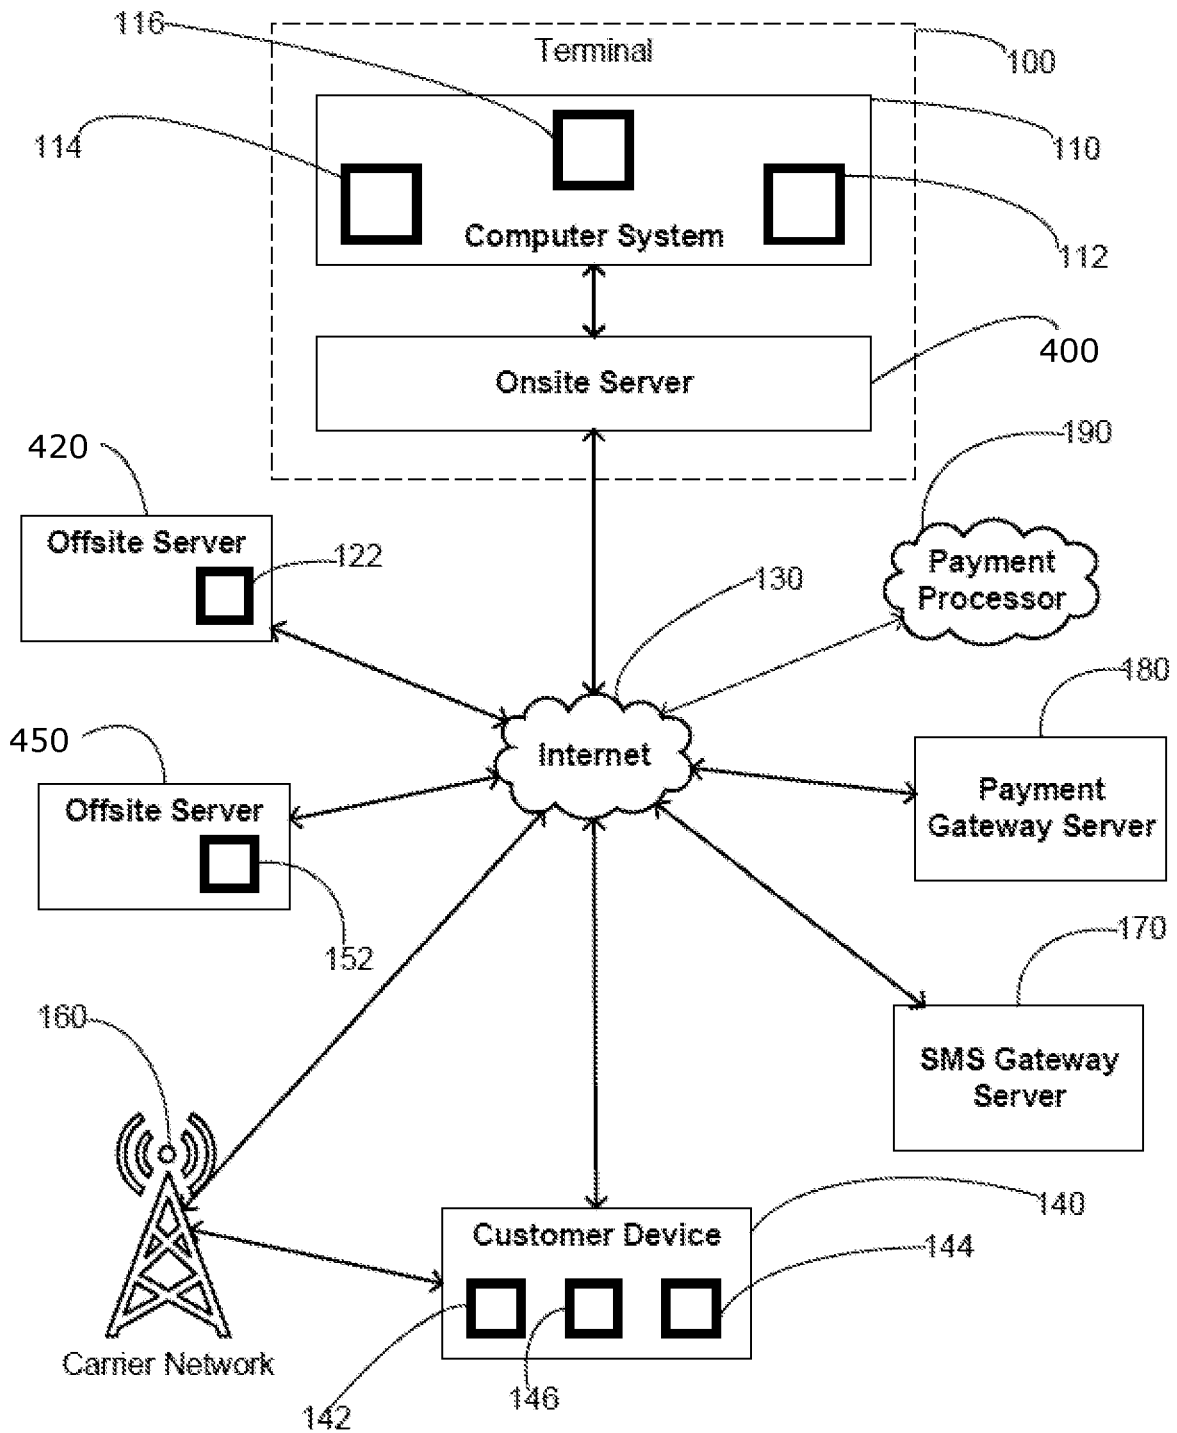 116
Terminal
100
110
114
Computer System
112
400
Onsite Server
190
420
Offsite Server
122
130
Payment
Processor
180
450
Internet
Offsite Server
Payment
Gateway Server
152
170
160
SMS Gateway
Server
140
Customer Device
144
Carrier Network
146
142